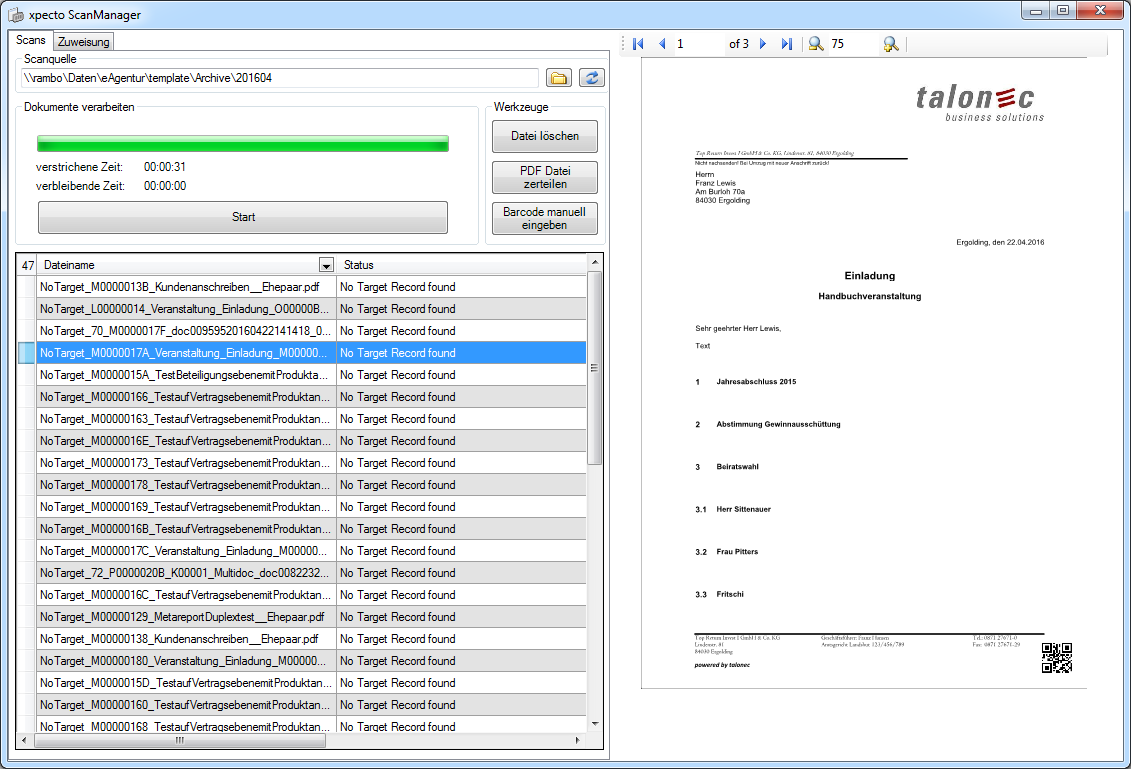 xpecto ScanManager
Scans
Zuweisung
Scanquelle
\\rambo\Daten\eAgentur\template\Archive\201604
Dokumente verarbeiten
verstrichene Zeit: 00:00:31
verbleibende Zeit: 00:00:00
Start
Werkzeuge
Datei löschen
PDF Datei
zerteilen
Barcode manuell
eingeben
47 Dateiname Status
NoTarget_M0000013B_Kundenanschreiben__Ehepaar.pdf No Target Record found
NoTarget_L00000014_Veranstaltung_Einladung_O00000B... No Target Record found
NoTarget_70_M0000017F_doc00959520160422141418_0... No Target Record found
NoTarget_M0000017A_Veranstaltung_Einladung_M00000... No Target Record found
NoTarget_M0000015A_TestBeteiligungsebenemitProdukta... No Target Record found
NoTarget_M00000166_TestaufVertragsebenemitProduktan... No Target Record found
NoTarget_M00000163_TestaufVertragsebenemitProduktan... No Target Record found
NoTarget_M0000016E_TestaufVertragsebenemitProduktan... No Target Record found
NoTarget_M00000173_TestaufVertragsebenemitProduktan... No Target Record found
NoTarget_M00000178_TestaufVertragsebenemitProduktan... No Target Record found
NoTarget_M00000169_TestaufVertragsebenemitProduktan... No Target Record found
NoTarget_M0000016B_TestaufVertragsebenemitProduktan... No Target Record found
NoTarget_M0000017C_Veranstaltung_Einladung_M00000... No Target Record found
NoTarget_72_P0000020B_K00001_Multidoc_doc0082232... No Target Record found
NoTarget_M0000016C_TestaufVertragsebenemitProduktan... No Target Record found
NoTarget_M00000129_MetareportDuplextest__Ehepaar.pdf No Target Record found
NoTarget_M00000138_Kundenanschreiben__Ehepaar.pdf No Target Record found
NoTarget_M00000180_Veranstaltung_Einladung_M00000... No Target Record found
NoTarget_M0000015D_TestaufVertragsebenemitProduktan... No Target Record found
NoTarget_M00000160_TestaufVertragsebenemitProduktan... No Target Record found
NoTarget_M00000168_TestaufVertragsebenemitProduktan... No Target Record found
1 of 3 75
talonec
business solutions
Top Return Invest I GmbH & Co. KG, Lindenstr. 81, 84030 Ergolding
Nicht nachsenden! Bei Umzug mit neuer Anschrift zurück!
Herrn
Franz Lewis
Am Burloh 70a
84030 Ergolding
Ergolding, den 22.04.2016
Einladung
Handbuchveranstaltung
Sehr geehrter Herr Lewis,
Text
1 Jahresabschluss 2015
2 Abstimmung Gewinnausschüttung
3 Beiratswahl
3.1 Herr Sittenauer
3.2 Frau Pitters
3.3 Fritschi
Top Return Invest I GmbH & Co. KG Geschäftsführer: Franz Hansen Tel.: 0871 27671-0
Lindenstr. 81 Amtsgericht Landshut 123/456/789 Fax: 0871 27671-29
84030 Ergolding
powered by talonec